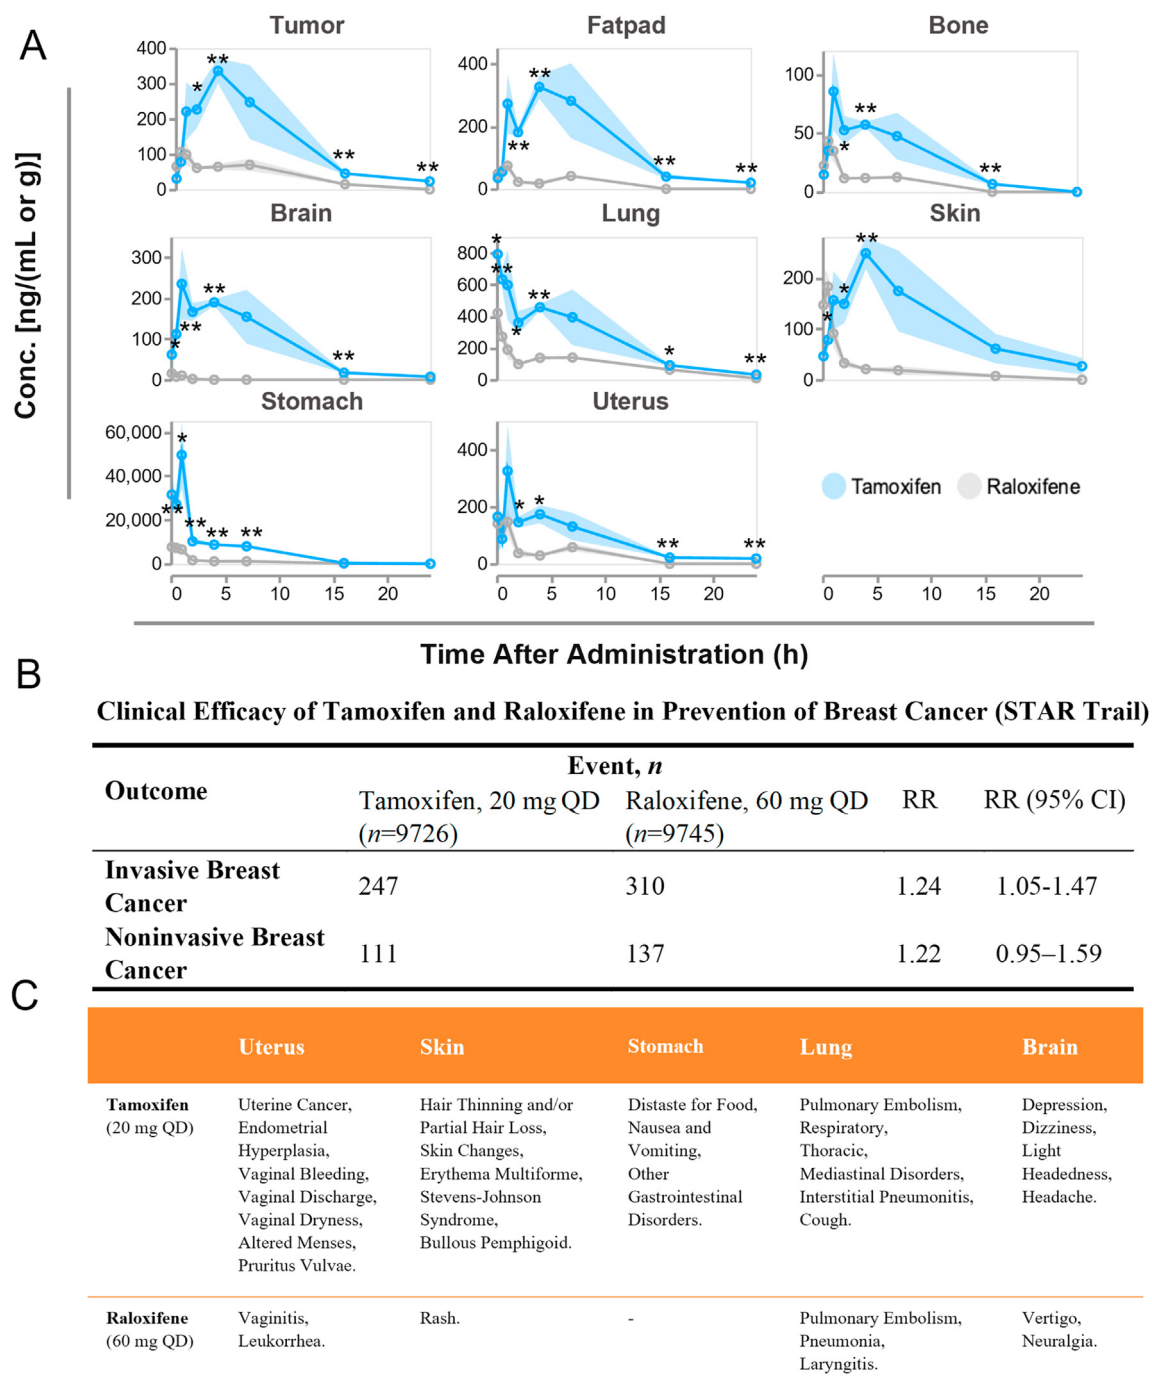 A
Tumor
Fatpad
Bone
400
300
200
100
0
*
**
**
**
400
200
0
**
**
**
**
100
50
0
**
*
**
Brain
Lung
Skin
300
200
100
0
*
**
**
**
800
600
400
200
0
*
**
*
**
*
**
200
100
0
*
*
**
Stomach
Uterus
60,000
40,000
20,000
0
**
*
**
**
**
400
200
0
*
*
**
**
Tamoxifen
Raloxifene
0 5 10 15 20
0 5 10 15 20
0 5 10 15 20
Conc. [ng/(mL or g)]
Time After Administration (h)
B
Clinical Efficacy of Tamoxifen and Raloxifene in Prevention of Breast Cancer (STAR Trail)
Event, n
Outcome
Tamoxifen, 20 mg QD
(n=9726)
Raloxifene, 60 mg QD
(n=9745)
RR
RR (95% CI)
Invasive Breast
Cancer
247
310
1.24
1.05-1.47
Noninvasive Breast
Cancer
111
137
1.22
0.95–1.59
C
Uterus
Skin
Stomach
Lung
Brain
Tamoxifen
(20 mg QD)
Uterine Cancer,
Endometrial
Hyperplasia,
Vaginal Bleeding,
Vaginal Discharge,
Vaginal Dryness,
Altered Menses,
Pruritus Vulvae.
Hair Thinning and/or
Partial Hair Loss,
Skin Changes,
Erythema Multiforme,
Stevens-Johnson
Syndrome,
Bullous Pemphigoid.
Distaste for Food,
Nausea and
Vomiting,
Other
Gastrointestinal
Disorders.
Pulmonary Embolism,
Respiratory,
Thoracic,
Mediastinal Disorders,
Interstitial Pneumonitis,
Cough.
Depression,
Dizziness,
Light
Headedness,
Headache.
Raloxifene
(60 mg QD)
Vaginitis,
Leukorrhea.
Rash.
-
Pulmonary Embolism,
Pneumonia,
Laryngitis.
Vertigo,
Neuralgia.